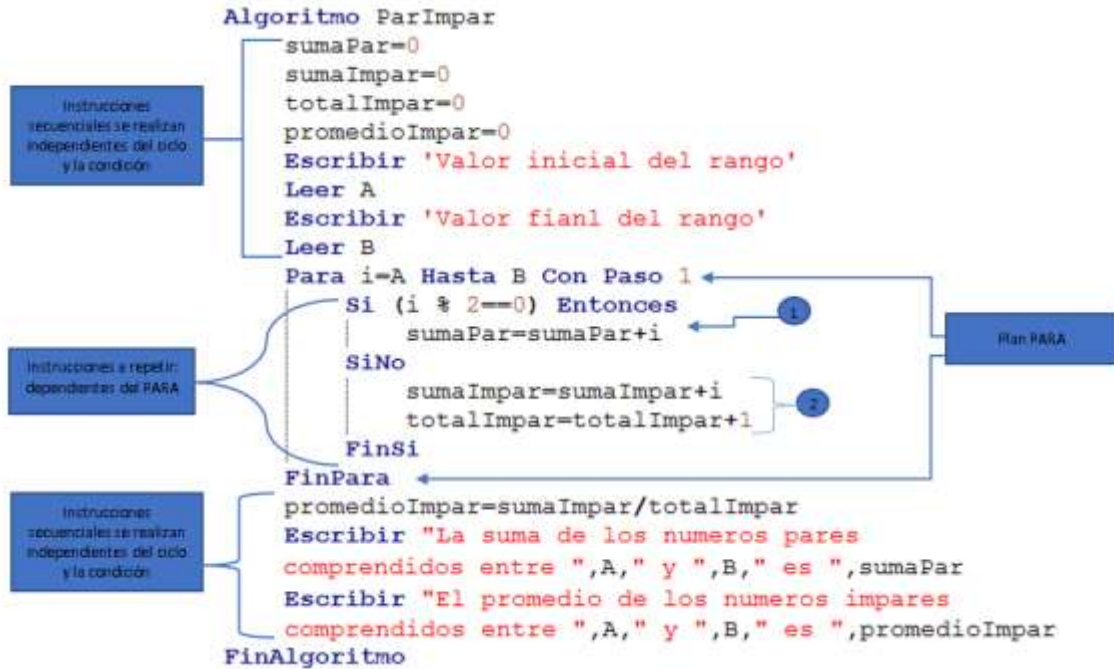 Algoritmo ParImpar
sumaPar=0
sumaImpar=0
totalImpar=0
promedioImpar=0
Escribir 'Valor inicial del rango'
Leer A
Escribir 'Valor fianl del rango'
Leer B
Para i=A Hasta B Con Paso 1
Si (i % 2==0) Entonces
sumaPar=sumaPar+i
SiNo
sumaImpar=sumaImpar+i
totalImpar=totalImpar+1
FinSi
FinPara
promedioImpar=sumaImpar/totalImpar
Escribir "La suma de los numeros pares
comprendidos entre ",A," y ",B," es ",sumaPar
Escribir "El promedio de los numeros impares
comprendidos entre ",A," y ",B," es ",promedioImpar
FinAlgoritmo
Instrucciones
secuenciales se realizan
independientes del ciclo
y la condición
Instrucciones a repetir:
dependientes del PARA
Instrucciones
secuenciales se realizan
independientes del ciclo
y la condición
1
2
Plan PARA